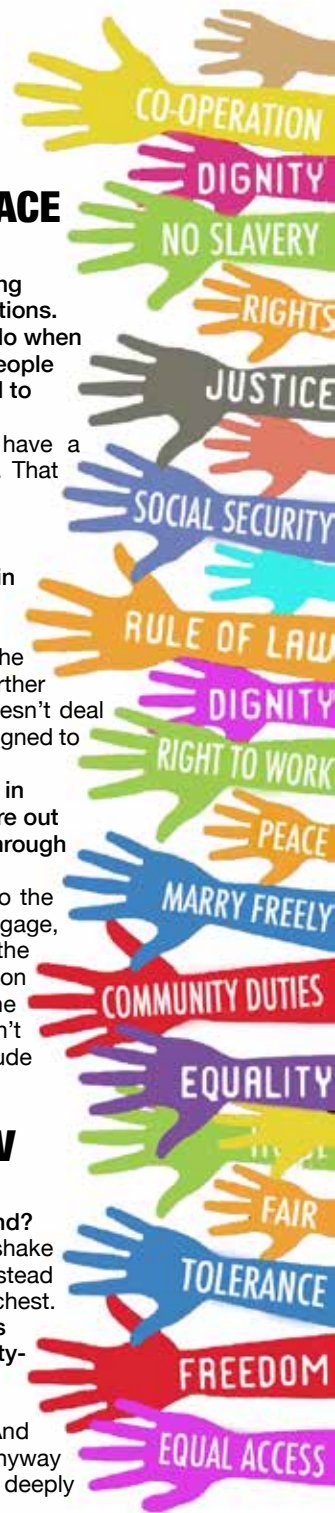 ACE
ng
tions.
do when
eople
d to
have a
. That
in
he
rther
esn't deal
igned to
in
re out
hrough
o the
gage,
the
on
ne
n't
ude
W
nd?
shake
stead
chest.
s
ty-
And
nyway
deeply
CO-OPERATION
DIGNITY
NO SLAVERY
RIGHTS
JUSTICE
SOCIAL SECURITY
RULE OF LAW
DIGNITY
RIGHT TO WORK
PEACE
MARRY FREELY
COMMUNITY DUTIES
EQUALITY
FAIR
TOLERANCE
FREEDOM
EQUAL ACCESS